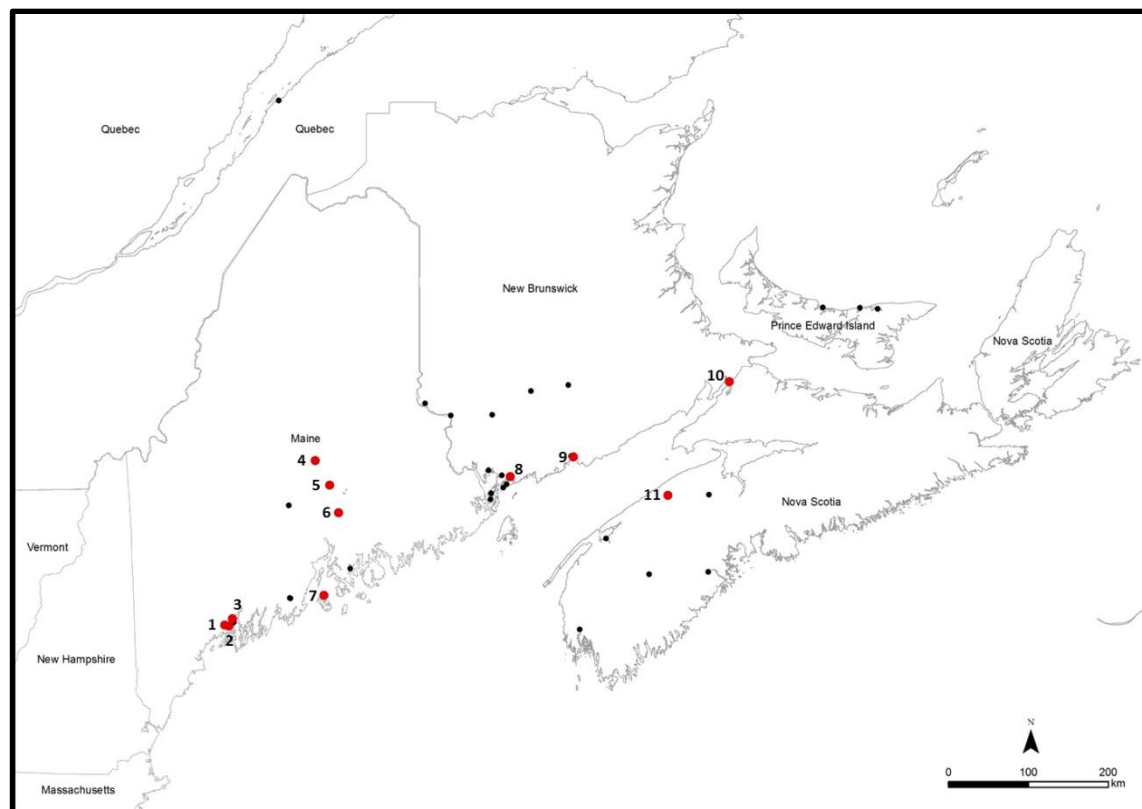 Quebec
Quebec
New Brunswick
Prince Edward Island
Nova Scotia
10
Maine
4
9
8
5
11
Nova Scotia
6
Vermont
7
3
1
2
New Hampshire
N
0 100 200
km
Massachusetts